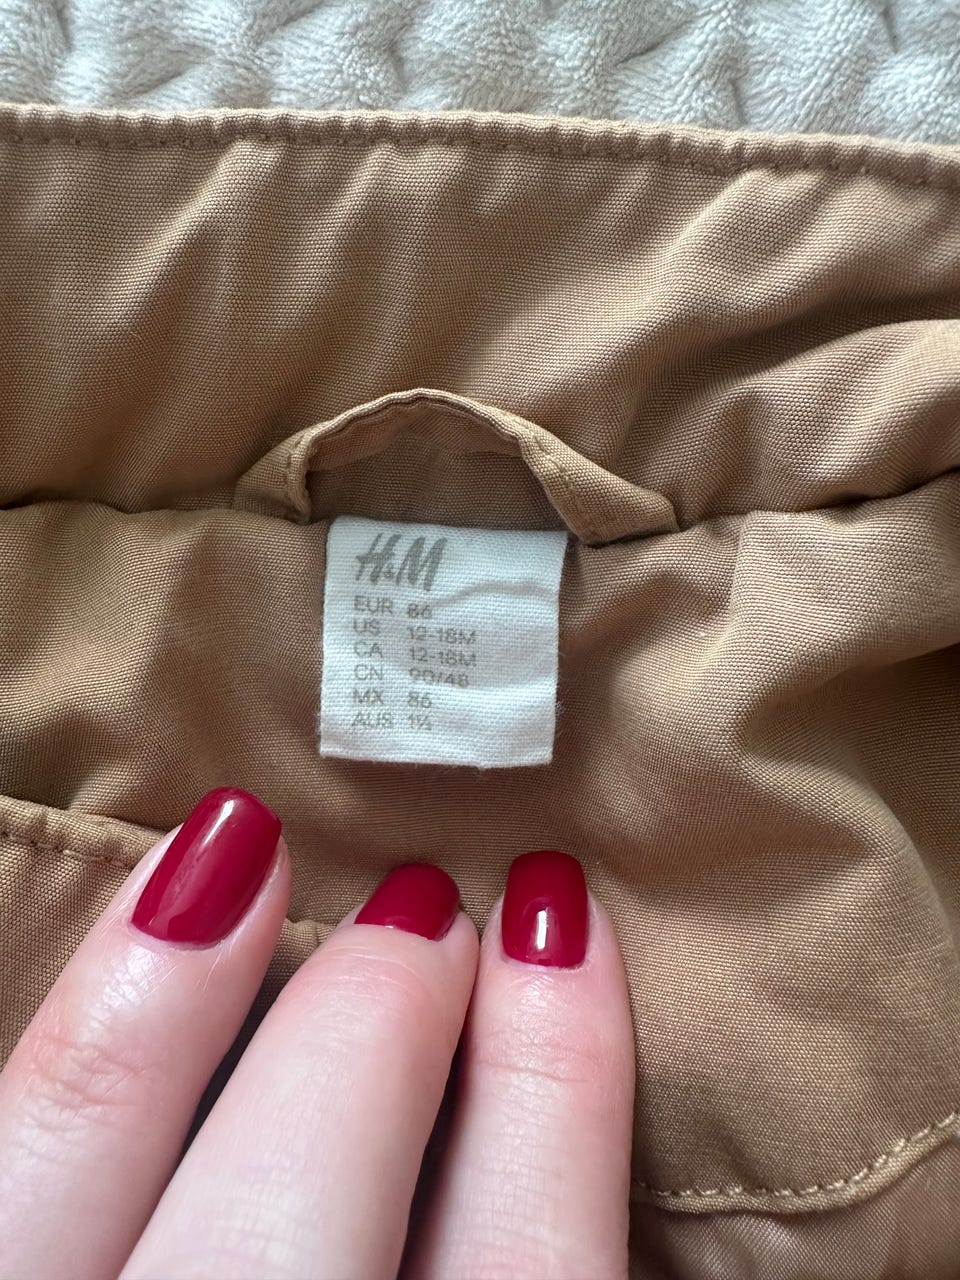 H&M
EUR 86
US 12-18M
CA 12-18M
CN 90/48
MX 86
AUS 1½